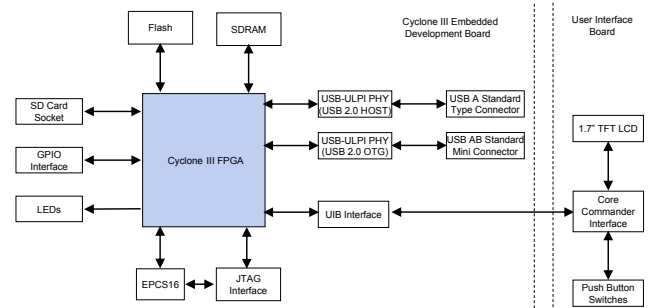 Flash
SDRAM
Cyclone III Embedded
Development Board
User Interface
Board
SD Card
Socket
USB-ULPI PHY
(USB 2.0 HOST)
USB A Standard
Type Connector
1.7" TFT LCD
GPIO
Interface
Cyclone III FPGA
USB-ULPI PHY
(USB 2.0 OTG)
USB AB Standard
Mini Connector
LEDs
UIB Interface
Core
Commander
Interface
EPCS16
JTAG
Interface
Push Button
Switches